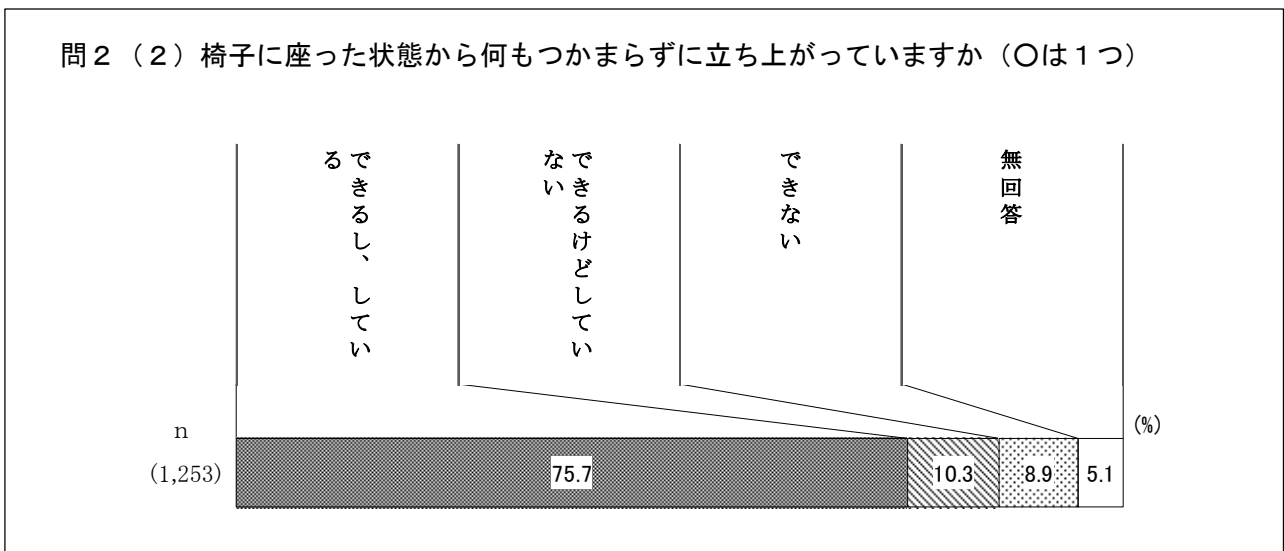 問２（２）椅子に座った状態から何もつかまらずに立ち上がっていますか（○は１つ）
できるし、してい
る
できるけどしてい
ない
できない
無回答
(%)
n
(1,253)
75.7
10.3
8.9
5.1